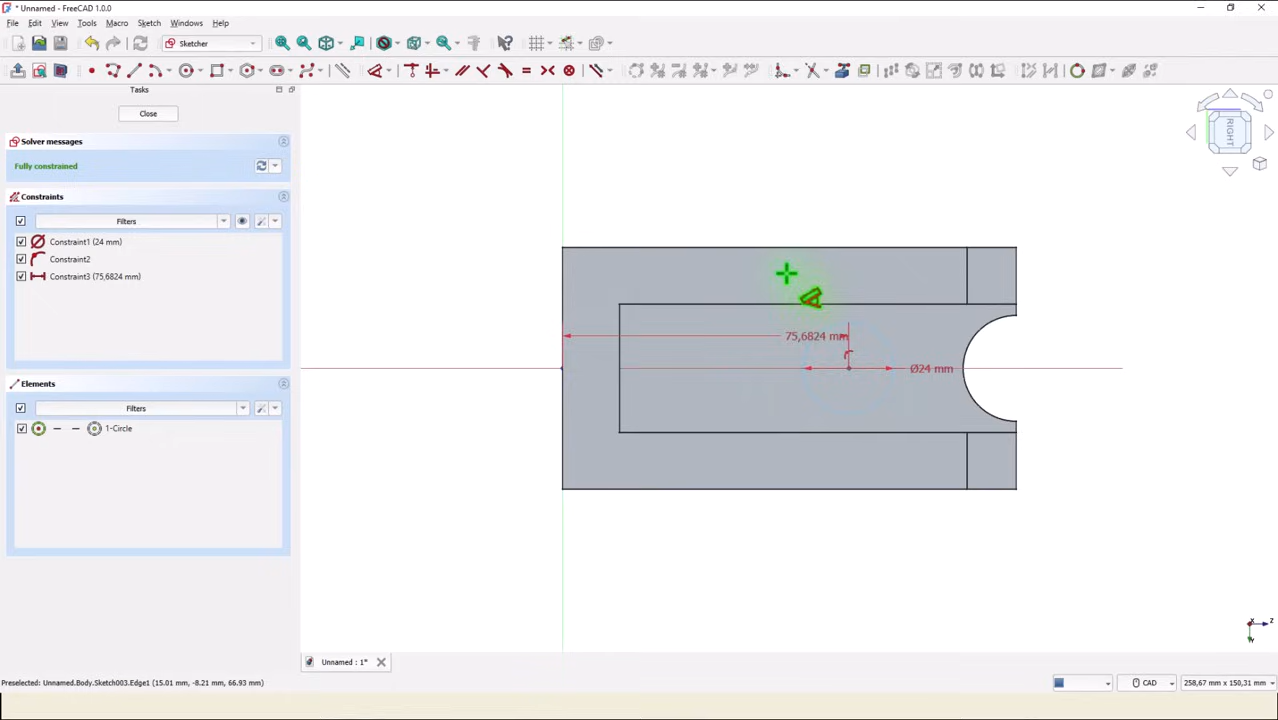 * Unnamed - FreeCAD 1.0.0
File Edit View Tools Macro Sketch Windows Help
Sketcher
Tasks
Close
Solver messages
Fully constrained
Constraints
Filters
Constraint1 (24 mm)
Constraint2
Constraint3 (75,6824 mm)
Elements
Filters
1-Circle
75,6824 mm
Ø24 mm
RIGHT
X
Z
Y
Unnamed : 1*
Preselected: Unnamed.Body.Sketch003.Edge1 (15.01 mm, -8.21 mm, 66.93 mm)
CAD
258,67 mm x 150,31 mm